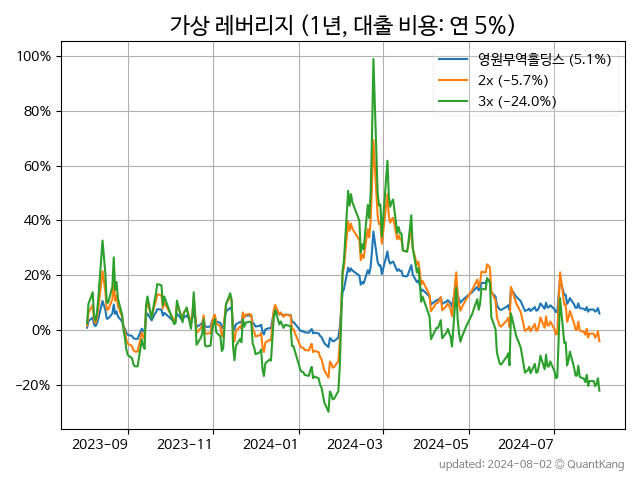 가상 레버리지 (1년, 대출 비용: 연 5%)
영원무역홀딩스 (5.1%)
2x (−5.7%)
3x (−24.0%)
100%
80%
60%
40%
20%
0%
−20%
2023-09
2023-11
2024-01
2024-03
2024-05
2024-07
updated: 2024-08-02 © QuantKang